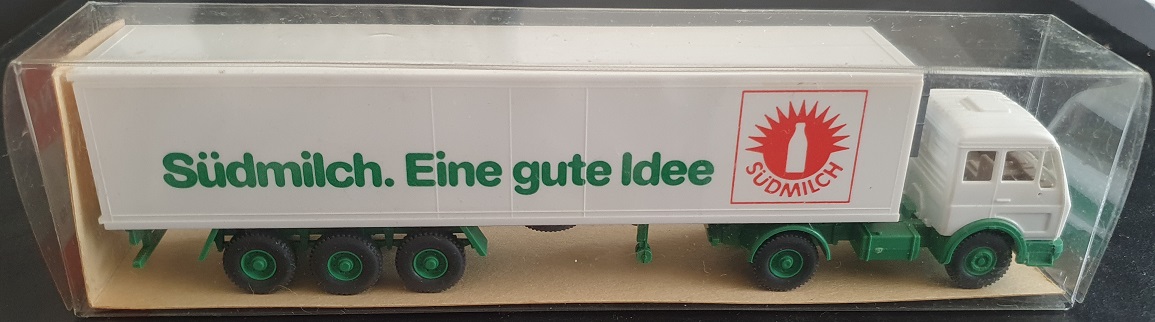 Südmilch. Eine gute Idee
SÜDMILCH